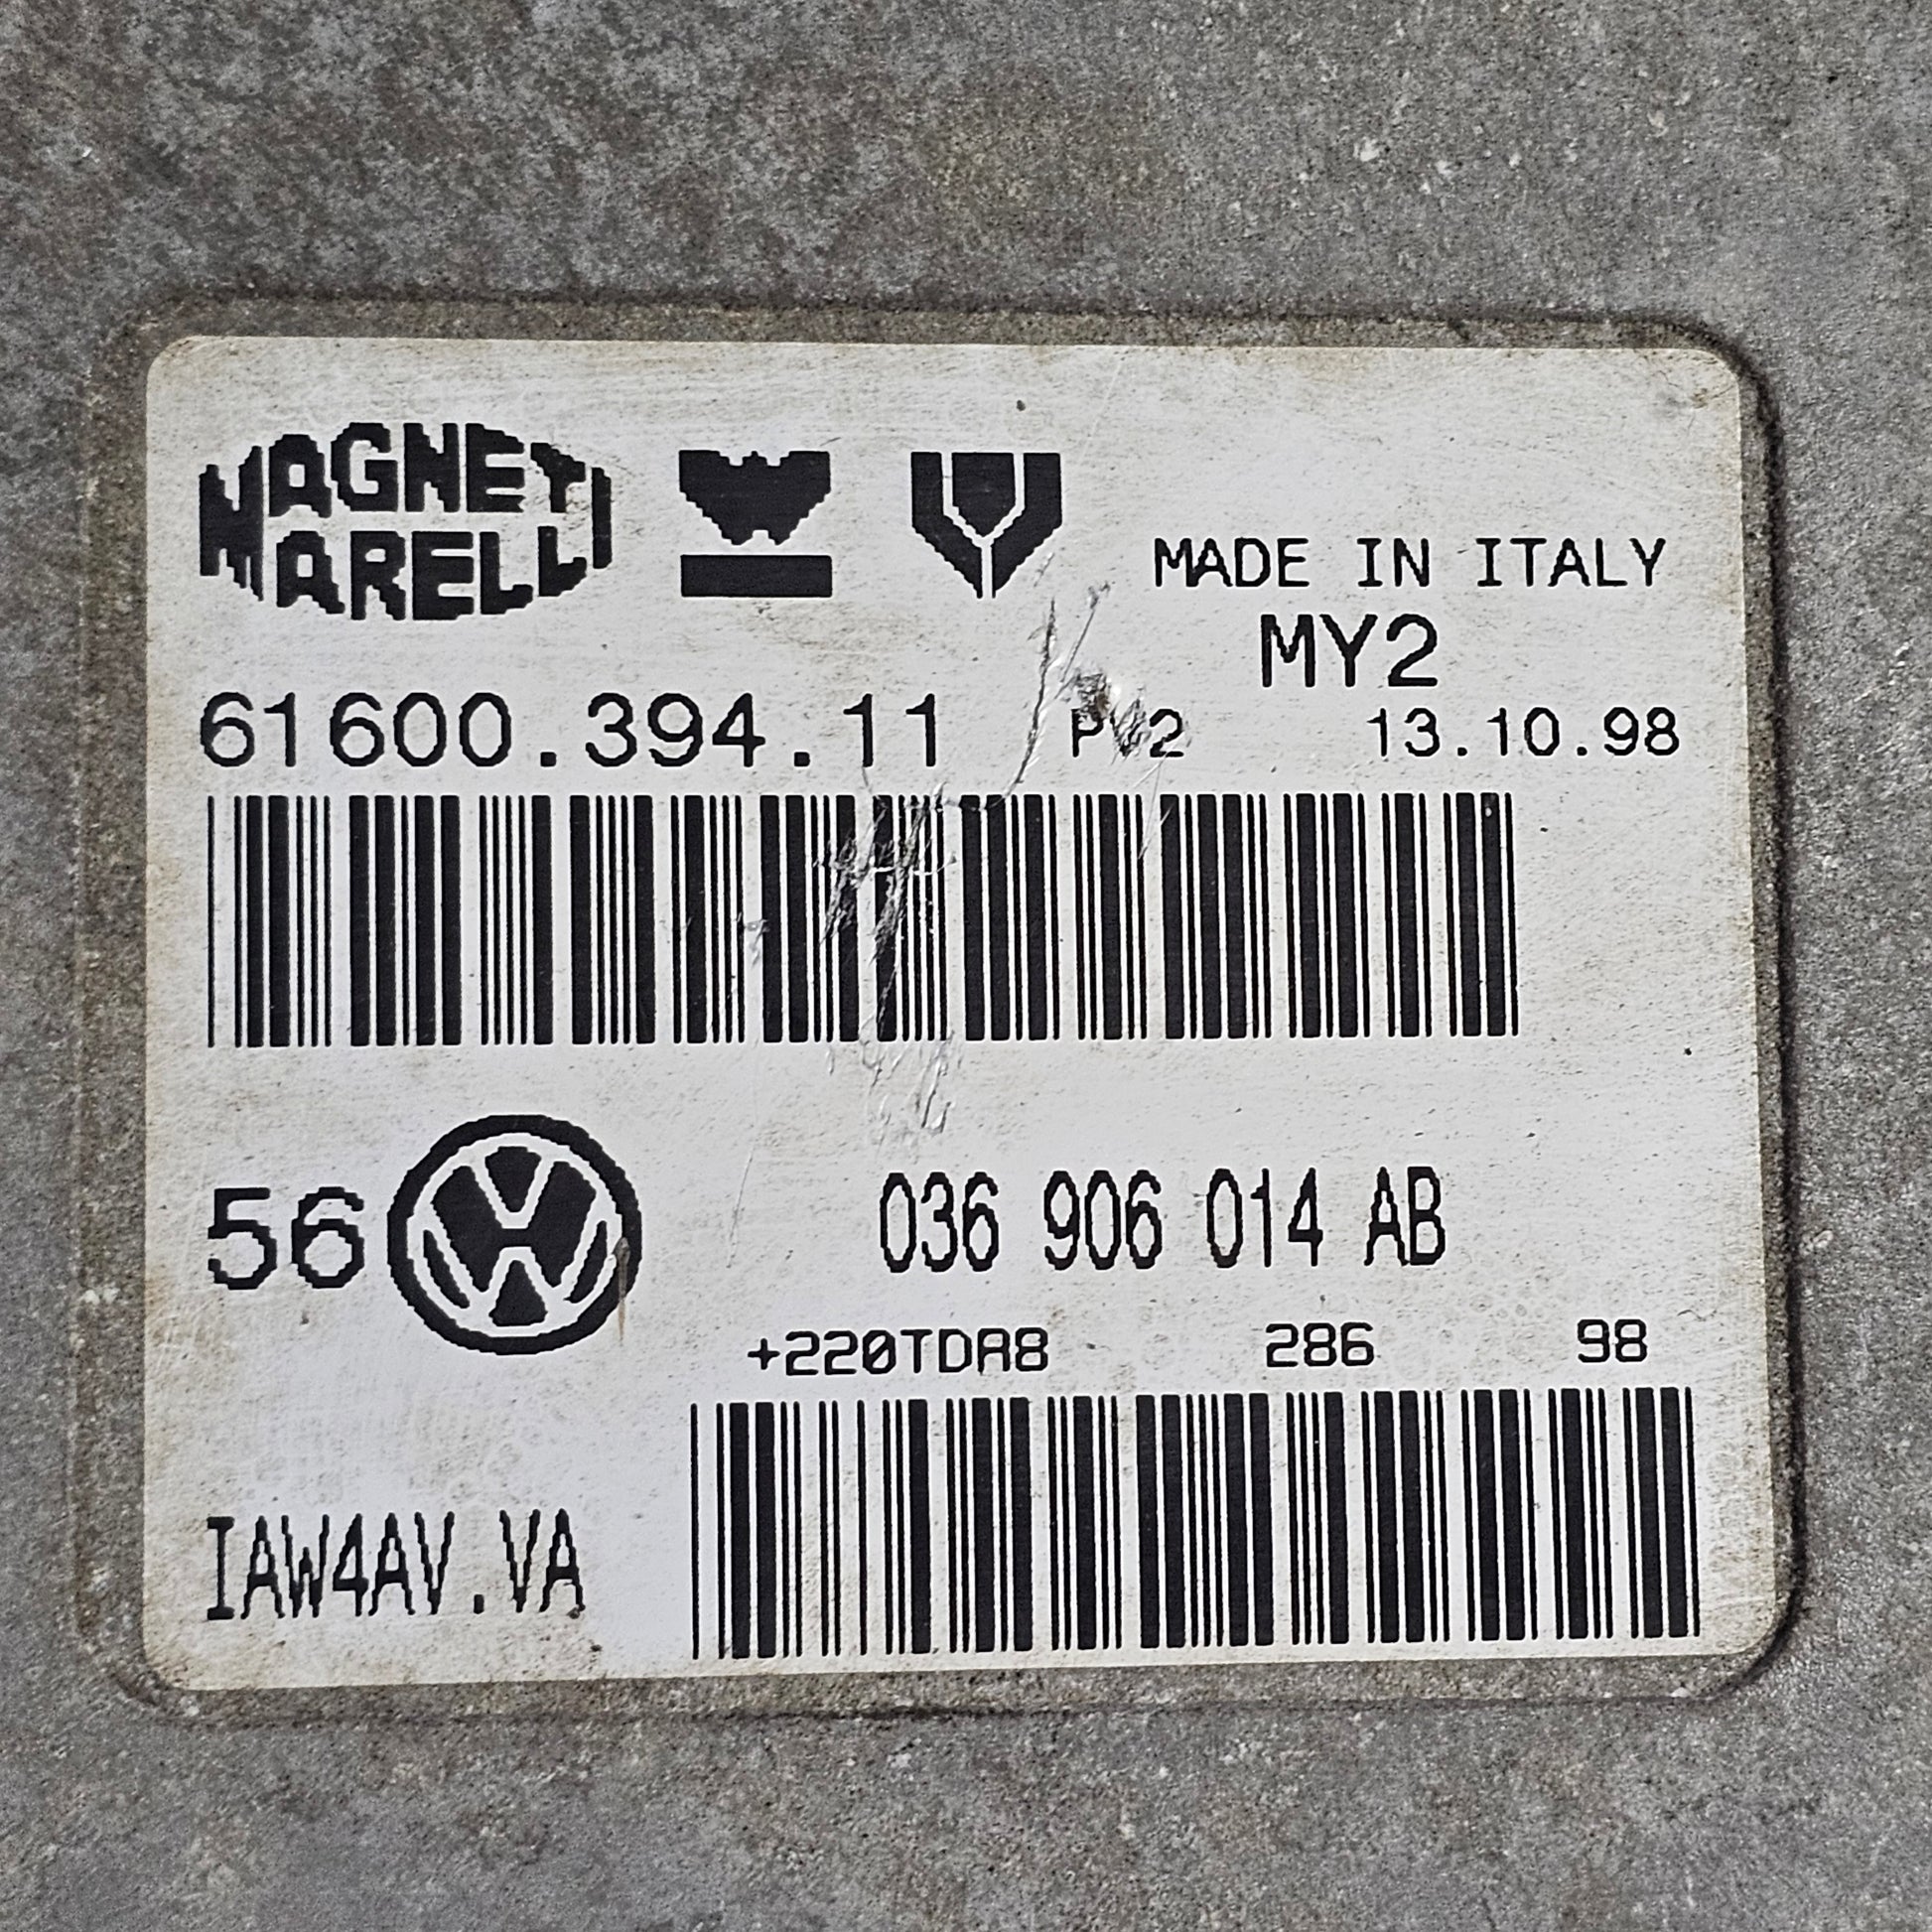 MAGNETI
MARELLI
MADE IN ITALY
MY2
61600.394.11 13.10.98
56 036 906 014 AB
+220TDA8 286 98
IAW4AV.VA